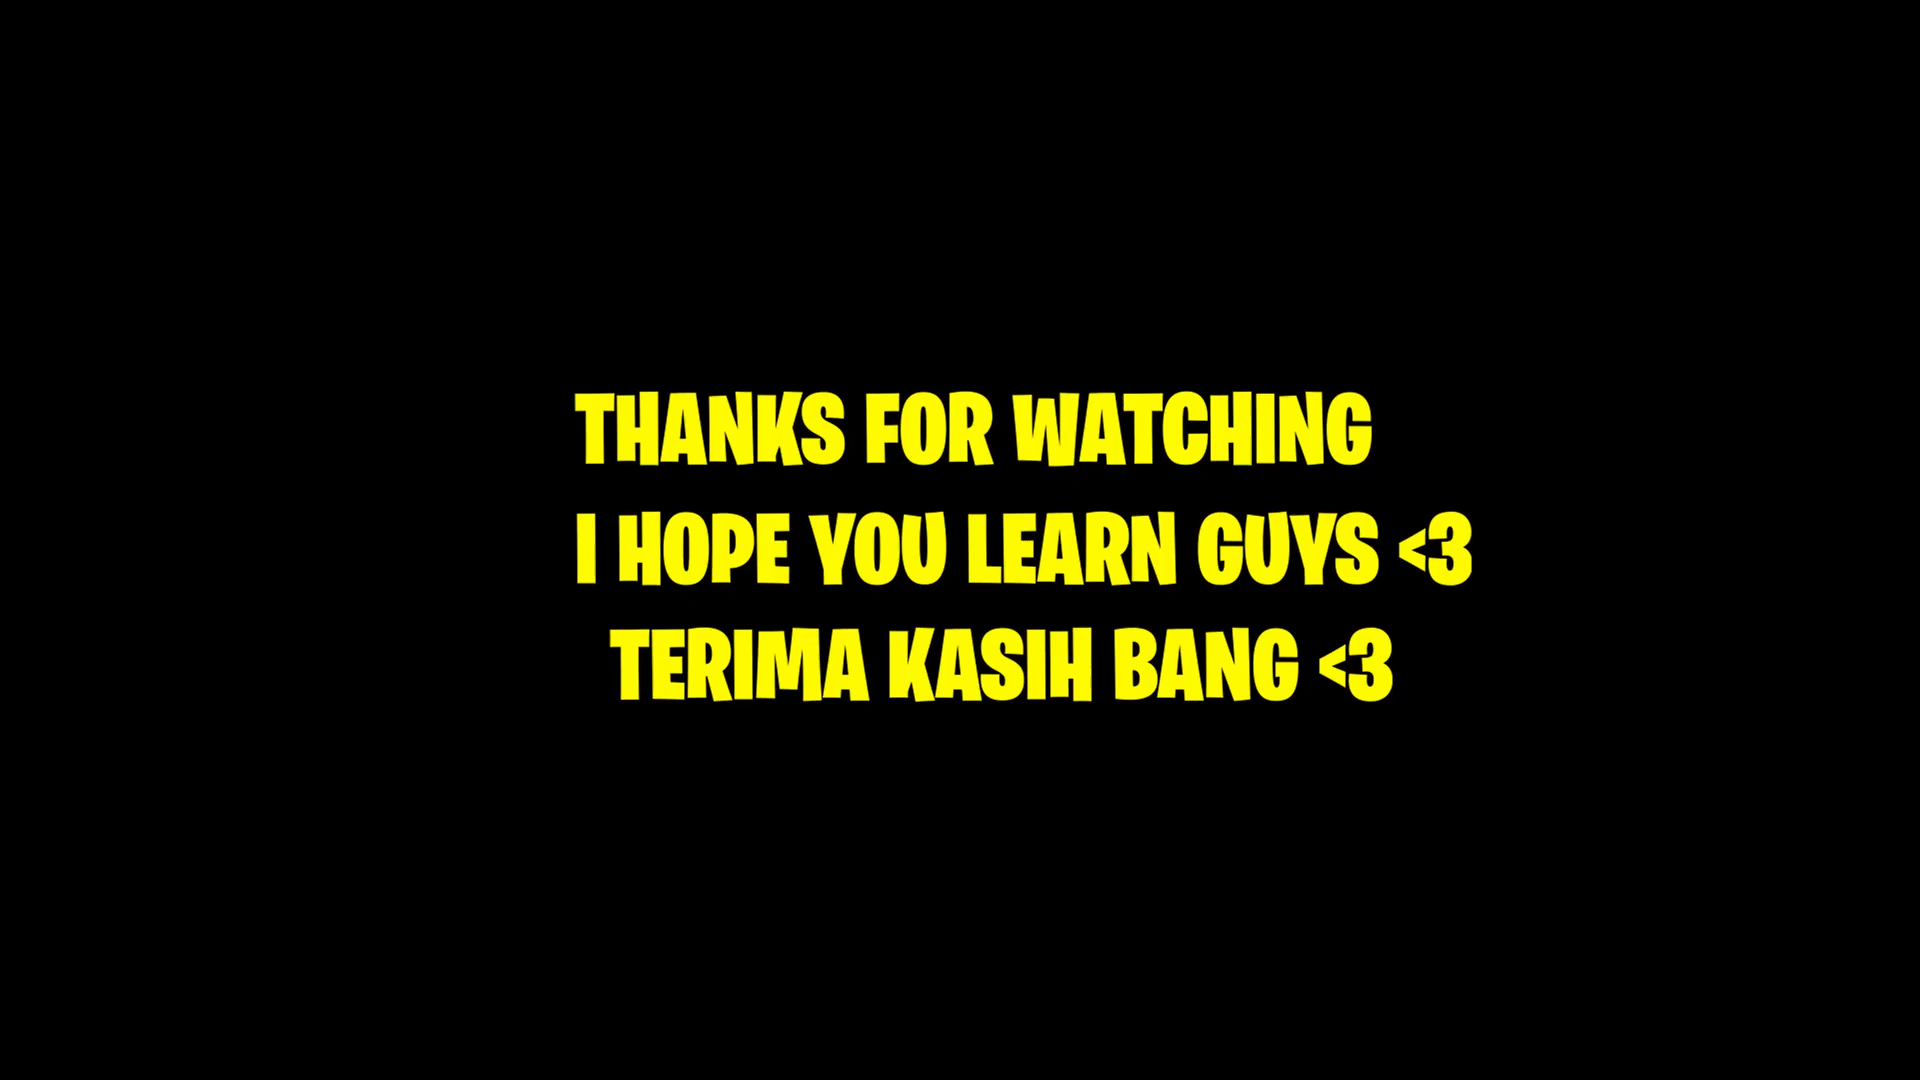 THANKS FOR WATCHING
I HOPE YOU LEARN GUYS <3
TERIMA KASIH BANG <3